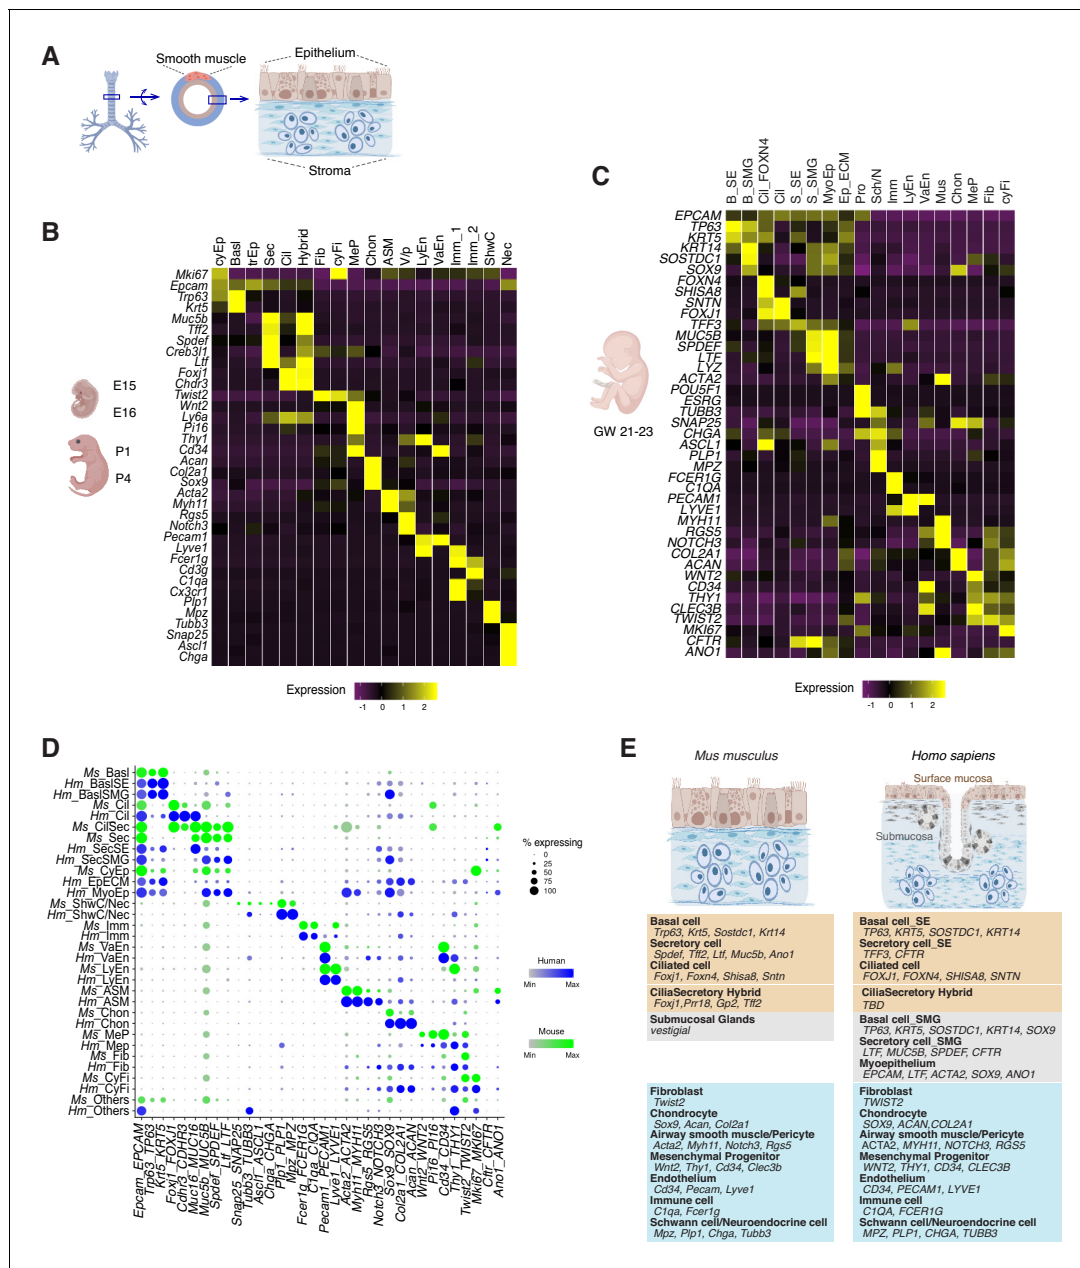 A
Smooth muscle
Epithelium
Stroma
B
cyEp
Basl
trEp
Sec
Cil
Hybrid
Fib
cyFi
MeP
Chon
ASM
V/p
LyEn
VaEn
Imm_1
Imm_2
ShwC
Nec
Mki67
Epcam
Trp63
Krt5
Muc5b
Tff2
Spdef
Creb3l1
Ltf
Foxj1
Chdr3
Twist2
Wnt2
Ly6a
Pi16
Thy1
Cd34
Acan
Col2a1
Sox9
Acta2
Myh11
Rgs5
Notch3
Pecam1
Lyve1
Fcer1g
Cd3g
C1qa
Cx3cr1
Plp1
Mpz
Tubb3
Snap25
Ascl1
Chga
E15
E16
P1
P4
Expression
-1 0 1 2
C
B_SE
B_SMG
Cil_FOXN4
Cil
S_SE
S_SMG
MyoEp
Ep_ECM
Pro
Sch/N
Imm
LyEn
VaEn
Mus
Chon
MeP
Fib
cyFi
EPCAM
TP63
KRT5
KRT14
SOSTDC1
SOX9
FOXN4
SHISA8
SNTN
FOXJ1
TFF3
MUC5B
SPDEF
LTF
LYZ
ACTA2
POU5F1
ESRG
TUBB3
SNAP25
CHGA
ASCL1
PLP1
MPZ
FCER1G
C1QA
PECAM1
LYVE1
MYH11
RGS5
NOTCH3
COL2A1
ACAN
WNT2
CD34
THY1
CLEC3B
TWIST2
MKI67
CFTR
ANO1
GW 21-23
Expression
-1 0 1 2
D
Ms_Basl
Hm_BaslSE
Hm_BaslSMG
Ms_Cil
Hm_Cil
Ms_CilSec
Ms_Sec
Hm_SecSE
Hm_SecSMG
Ms_CyEp
Hm_EpECM
Hm_MyoEp
Ms_ShwC/Nec
Hm_ShwC/Nec
Ms_Imm
Hm_Imm
Ms_VaEn
Hm_VaEn
Ms_LyEn
Hm_LyEn
Ms_ASM
Hm_ASM
Ms_Chon
Hm_Chon
Ms_MeP
Hm_Mep
Ms_Fib
Hm_Fib
Ms_CyFi
Hm_CyFi
Ms_Others
Hm_Others
Epcam_EPCAM
Trp63_TP63
Krt5_KRT5
Foxj1_FOXJ1
Cdhr3_CDHR3
Muc16_MUC16
Muc5b_MUC5B
Spdef_SPDEF
Ltf_LTF
Snap25_SNAP25
Tubb3_TUBB3
Ascl1_ASCL1
Chga_CHGA
Plp1_PLP1
Mpz_MPZ
Fcer1g_FCER1G
C1qa_C1QA
Pecam1_PECAM1
Lyve1_LYVE1
Acta2_ACTA2
Myh11_MYH11
Rgs5_RGS5
Notch3_NOTCH3
Sox9_SOX9
Col2a1_COL2A1
Acan_ACAN
Wnt2_WNT2
Pi16_PI16
Cd34_CD34
Thy1_THY1
Twist2_TWIST2
Mki67_MKI67
Cftr_CFTR
Ano1_ANO1
% expressing
0
25
50
75
100
Human
Min Max
Mouse
Min Max
E
Mus musculus
Homo sapiens
Surface mucosa
Submucosa
Basal cell
Trp63, Krt5, Sostdc1, Krt14
Secretory cell
Spdef, Tff2, Ltf, Muc5b, Ano1
Ciliated cell
Foxj1, Foxn4, Shisa8, Sntn
CiliaSecretory Hybrid
Foxj1,Prr18, Gp2, Tff2
Submucosal Glands
vestigial
Fibroblast
Twist2
Chondrocyte
Sox9, Acan, Col2a1
Airway smooth muscle/Pericyte
Acta2, Myh11, Notch3, Rgs5
Mesenchymal Progenitor
Wnt2, Thy1, Cd34, Clec3b
Endothelium
Cd34, Pecam, Lyve1
Immune cell
C1qa, Fcer1g
Schwann cell/Neuroendocrine cell
Mpz, Plp1, Chga, Tubb3
Basal cell_SE
TP63, KRT5, SOSTDC1, KRT14
Secretory cell_SE
TFF3, CFTR
Ciliated cell
FOXJ1, FOXN4, SHISA8, SNTN
CiliaSecretory Hybrid
TBD
Basal cell_SMG
TP63, KRT5, SOSTDC1, KRT14, SOX9
Secretory cell_SMG
LTF, MUC5B, SPDEF, CFTR
Myoepithelium
EPCAM, LTF, ACTA2, SOX9, ANO1
Fibroblast
TWIST2
Chondrocyte
SOX9, ACAN,COL2A1
Airway smooth muscle/Pericyte
ACTA2, MYH11, NOTCH3, RGS5
Mesenchymal Progenitor
WNT2, THY1, CD34, CLEC3B
Endothelium
CD34, PECAM1, LYVE1
Immune cell
C1QA, FCER1G
Schwann cell/Neuroendocrine cell
MPZ, PLP1, CHGA, TUBB3